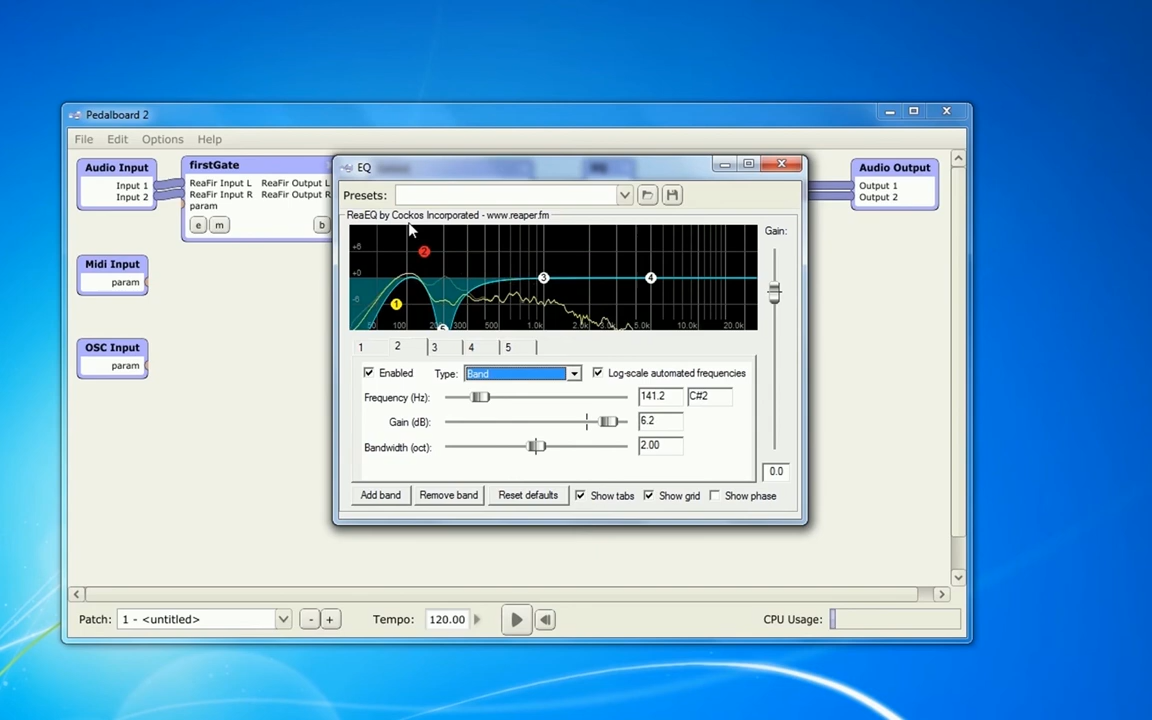 Pedalboard 2
File Edit Options Help
Audio Input
Input 1
Input 2
firstGate
ReaFir Input L ReaFir Output L
ReaFir Input R ReaFir Output R
param
e m b
Audio Output
Output 1
Output 2
Midi Input
param
OSC Input
param
EQ
Presets:
ReaEQ by Cockos Incorporated - www.reaper.fm
Gain:
+6
+0
-6
1 2 3 4
50 100 300 500 1.0k 5.0k 10.0k 20.0k
1 2 3 4 5
Enabled Type: Band Log-scale automated frequencies
Frequency (Hz): 141.2 C#2
Gain (dB): 6.2
Bandwidth (oct): 2.00
0.0
Add band Remove band Reset defaults Show tabs Show grid Show phase
Patch: 1 - <untitled> - + Tempo: 120.00 CPU Usage: